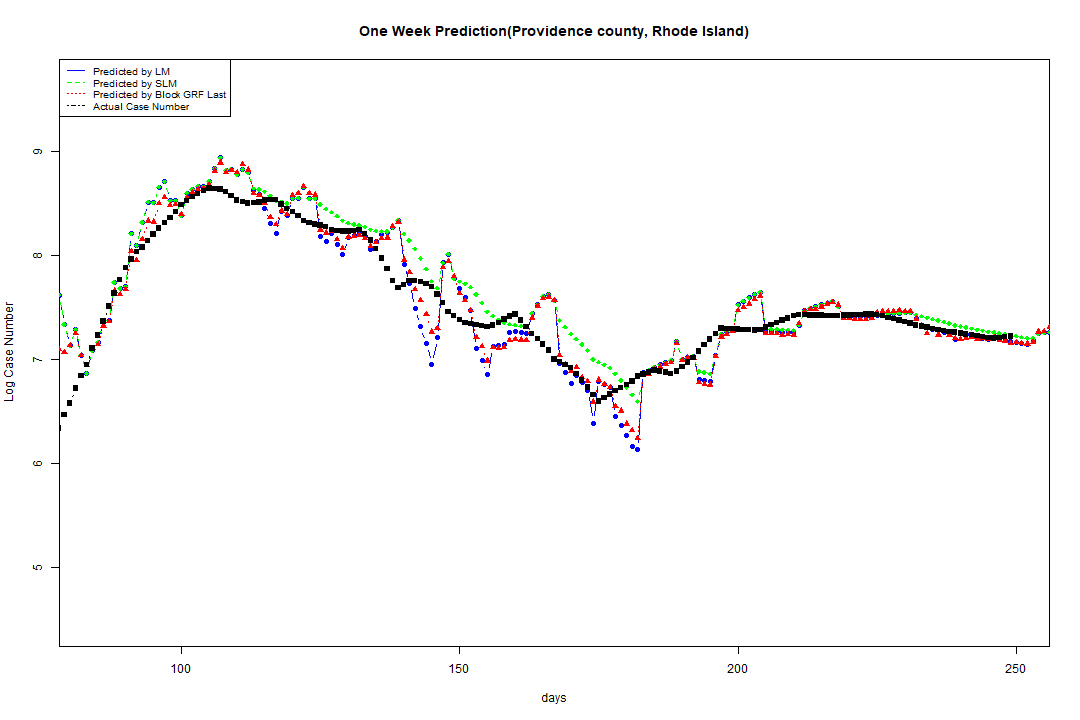 One Week Prediction(Providence county, Rhode Island)
Predicted by LM
Predicted by SLM
Predicted by Block GRF Last
Actual Case Number
9
8
7
6
5
Log Case Number
100
150
200
250
days